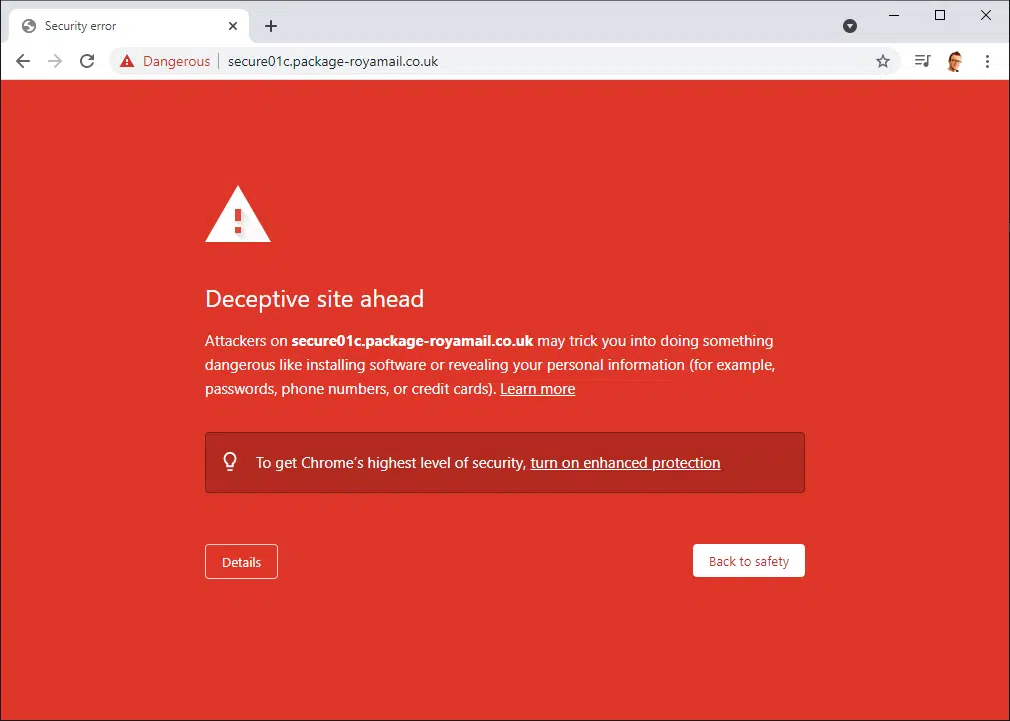 Security error
Dangerous secure01c.package-royamail.co.uk
Deceptive site ahead
Attackers on secure01c.package-royamail.co.uk may trick you into doing something
dangerous like installing software or revealing your personal information (for example,
passwords, phone numbers, or credit cards). Learn more
To get Chrome’s highest level of security, turn on enhanced protection
Details
Back to safety